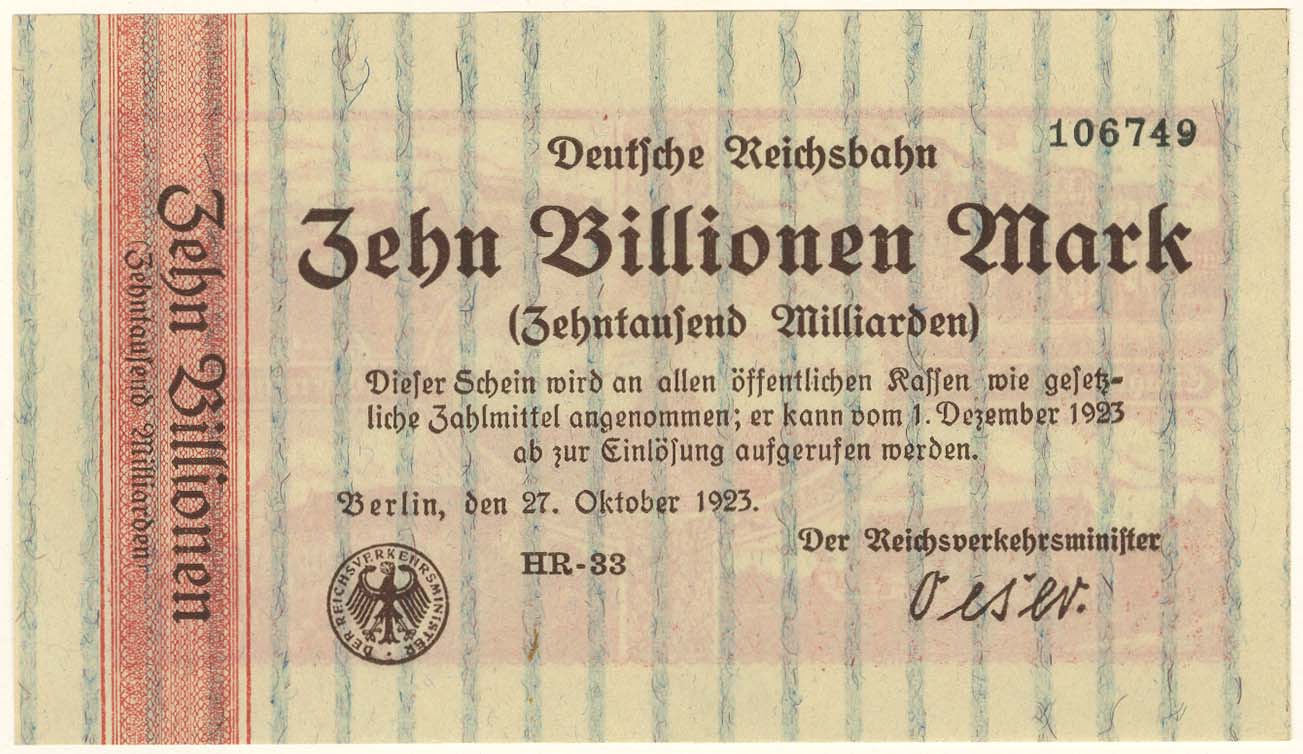 106749
Deutſche Reichsbahn
Zehn Billionen Mark
(Zehntauſend Milliarden)
Dieſer Schein wird an allen öffentlichen Kaſſen wie geſetz-
liche Zahlmittel angenommen; er kann vom 1. Dezember 1923
ab zur Einlöſung aufgerufen werden.
Berlin, den 27. Oktober 1923.
Der Reichsverkehrsminiſter
HR-33
Oeser.
DER REICHSVERKEHRSMINISTER
Zehn Billionen
Zehntauſend Milliarden